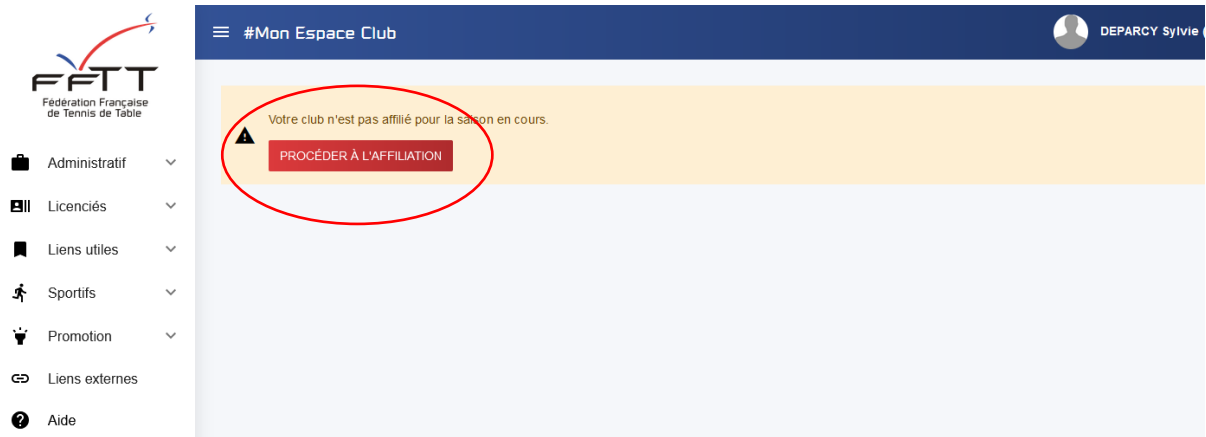 FFTT
Fédération Française
de Tennis de Table
#Mon Espace Club
DEPARCY Sylvie (
Votre club n'est pas affilié pour la saison en cours.
PROCÉDER À L'AFFILIATION
Administratif
Licenciés
Liens utiles
Sportifs
Promotion
Liens externes
Aide